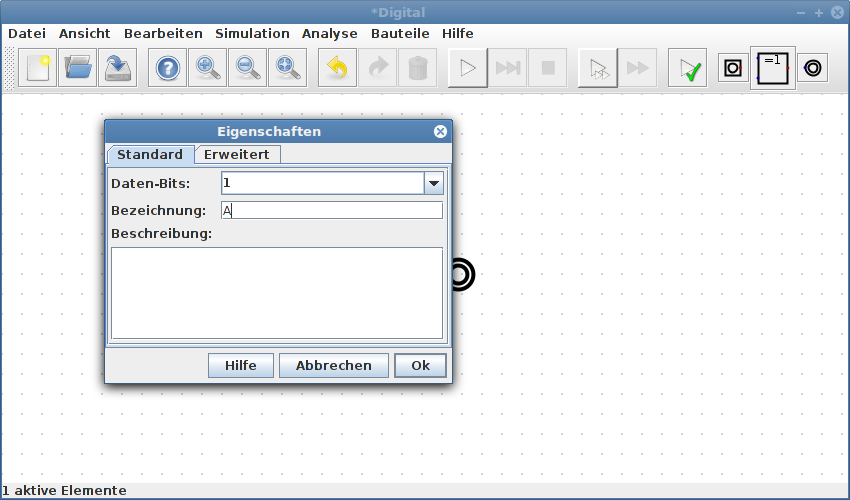 *Digital
Datei Ansicht Bearbeiten Simulation Analyse Bauteile Hilfe
?
=1
Eigenschaften
Standard Erweitert
Daten-Bits: 1
Bezeichnung: A
Beschreibung:
Hilfe Abbrechen Ok
1 aktive Elemente